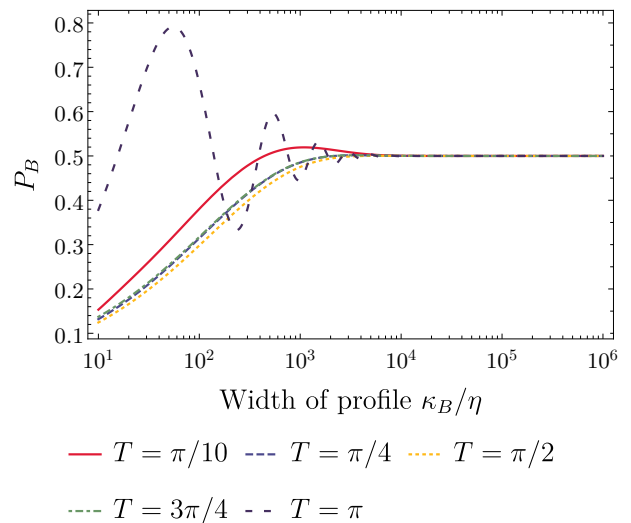 0.8
0.7
0.6
0.5
0.4
0.3
0.2
0.1
P_B
10^1 10^2 10^3 10^4 10^5 10^6
Width of profile κ_B/η
T = π/10 T = π/4 T = π/2
T = 3π/4 T = π